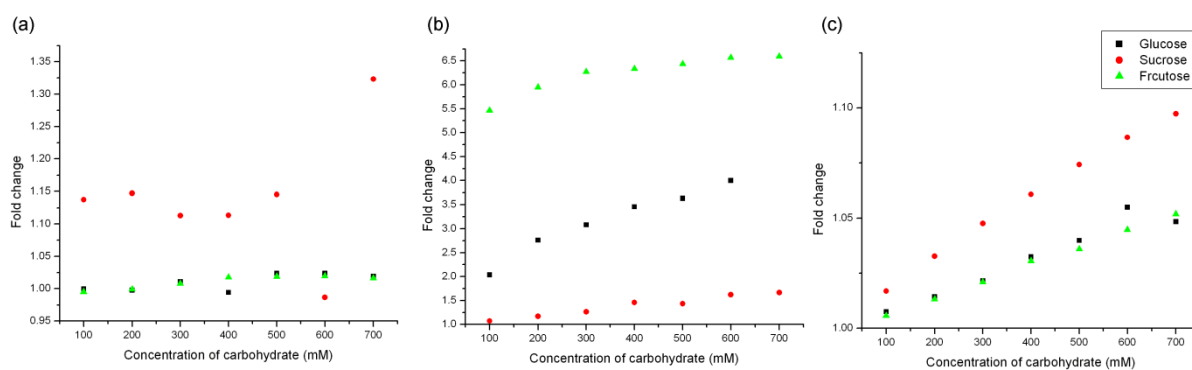 (a)
1.35
1.30
1.25
1.20
1.15
1.10
1.05
1.00
0.95
Fold change
100 200 300 400 500 600 700
Concentration of carbohydrate (mM)
(b)
6.5
6.0
5.5
5.0
4.5
4.0
3.5
3.0
2.5
2.0
1.5
1.0
Fold change
100 200 300 400 500 600 700
Concentration of carbohydrate (mM)
(c)
Glucose
Sucrose
Frcutose
1.10
1.05
1.00
Fold change
100 200 300 400 500 600 700
Concentration of carbohydrate (mM)